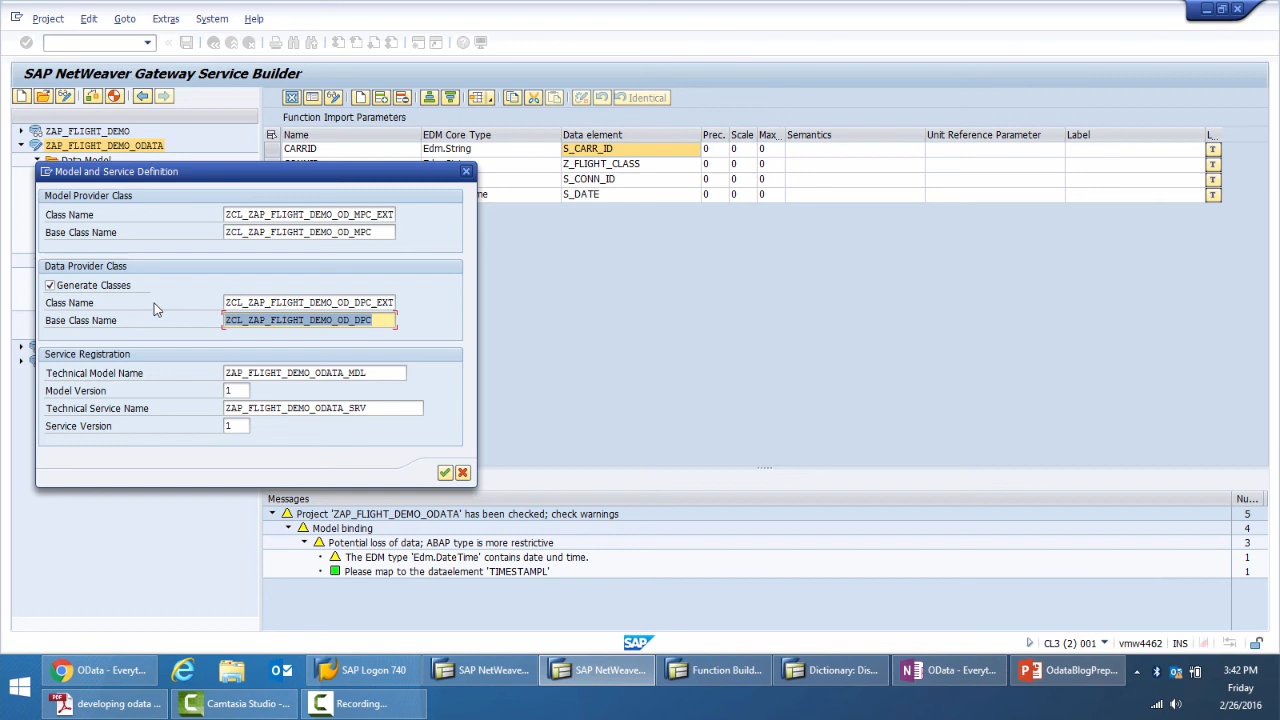 Project Edit Goto Extras System Help
SAP NetWeaver Gateway Service Builder
Identical
Function Import Parameters
ZAP_FLIGHT_DEMO
ZAP_FLIGHT_DEMO_ODATA
Name EDM Core Type Data element Prec. Scale Max... Semantics Unit Reference Parameter Label L...
CARRID Edm.String S_CARR_ID 0 0 0 T
Z_FLIGHT_CLASS 0 0 0 T
S_CONN_ID 0 0 0 T
S_DATE 0 0 0 T
Model and Service Definition
Model Provider Class
Class Name ZCL_ZAP_FLIGHT_DEMO_OD_MPC_EXT
Base Class Name ZCL_ZAP_FLIGHT_DEMO_OD_MPC
Data Provider Class
Generate Classes
Class Name ZCL_ZAP_FLIGHT_DEMO_OD_DPC_EXT
Base Class Name ZCL_ZAP_FLIGHT_DEMO_OD_DPC
Service Registration
Technical Model Name ZAP_FLIGHT_DEMO_ODATA_MDL
Model Version 1
Technical Service Name ZAP_FLIGHT_DEMO_ODATA_SRV
Service Version 1
Messages Nu...
Project 'ZAP_FLIGHT_DEMO_ODATA' has been checked; check warnings 5
Model binding 4
Potential loss of data; ABAP type is more restrictive 3
The EDM type 'Edm.DateTime' contains date und time. 1
Please map to the dataelement 'TIMESTAMPL' 1
SAP
CL3 (2) 001 vmw4462 INS
OData - Everyt... SAP Logon 740 SAP NetWeave... SAP NetWeave... Function Build... Dictionary: Dis... OData - Everyt... OdataBlogPrep...
developing odata ... Camtasia Studio - ... Recording...
3:42 PM
Friday
2/26/2016